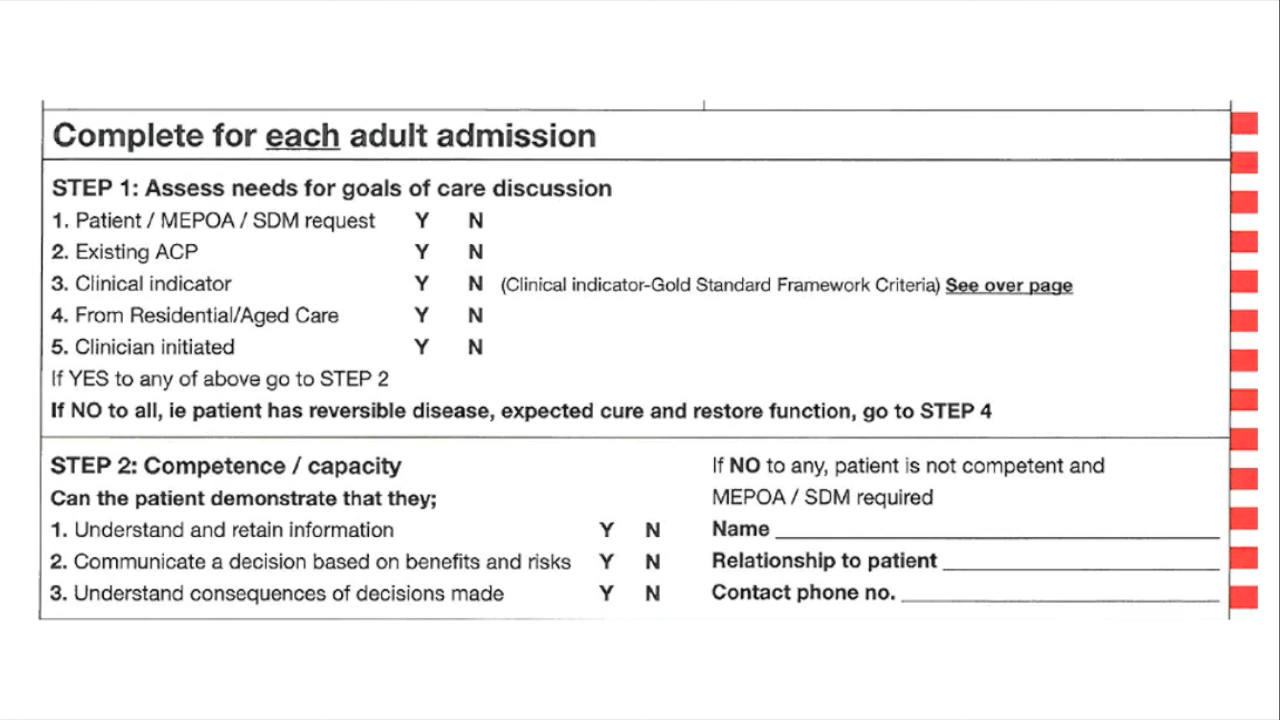 Complete for each adult admission
STEP 1: Assess needs for goals of care discussion
1. Patient / MEPOA / SDM request Y N
2. Existing ACP Y N
3. Clinical indicator Y N (Clinical indicator-Gold Standard Framework Criteria) See over page
4. From Residential/Aged Care Y N
5. Clinician initiated Y N
If YES to any of above go to STEP 2
If NO to all, ie patient has reversible disease, expected cure and restore function, go to STEP 4
STEP 2: Competence / capacity
Can the patient demonstrate that they;
1. Understand and retain information Y N
2. Communicate a decision based on benefits and risks Y N
3. Understand consequences of decisions made Y N
If NO to any, patient is not competent and
MEPOA / SDM required
Name
Relationship to patient
Contact phone no.